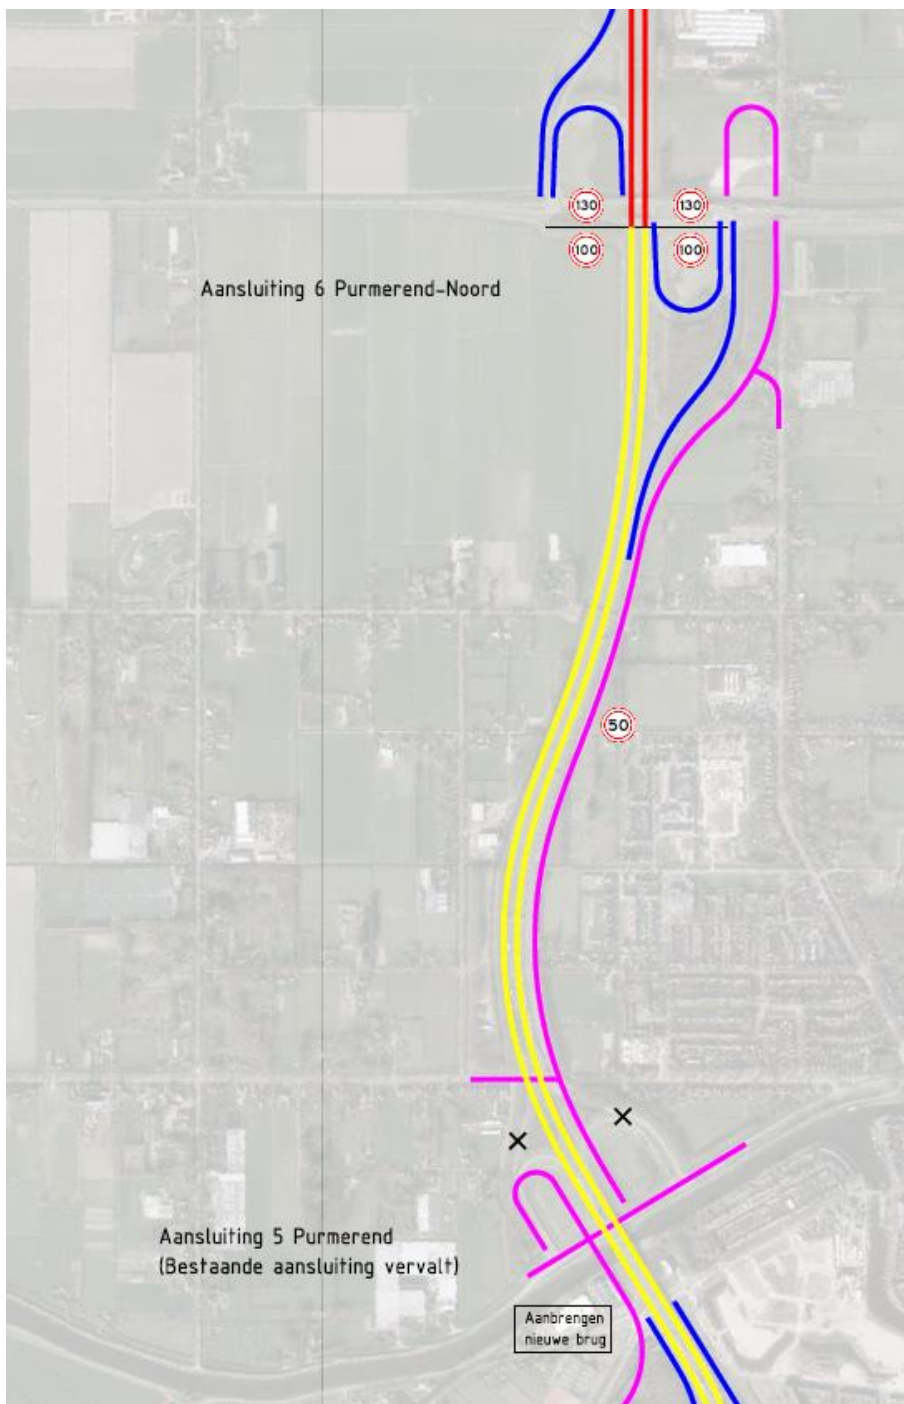 130 130
100 100
Aansluiting 6 Purmerend-Noord
50
Aansluiting 5 Purmerend
(Bestaande aansluiting vervalt)
Aanbrengen
nieuwe brug